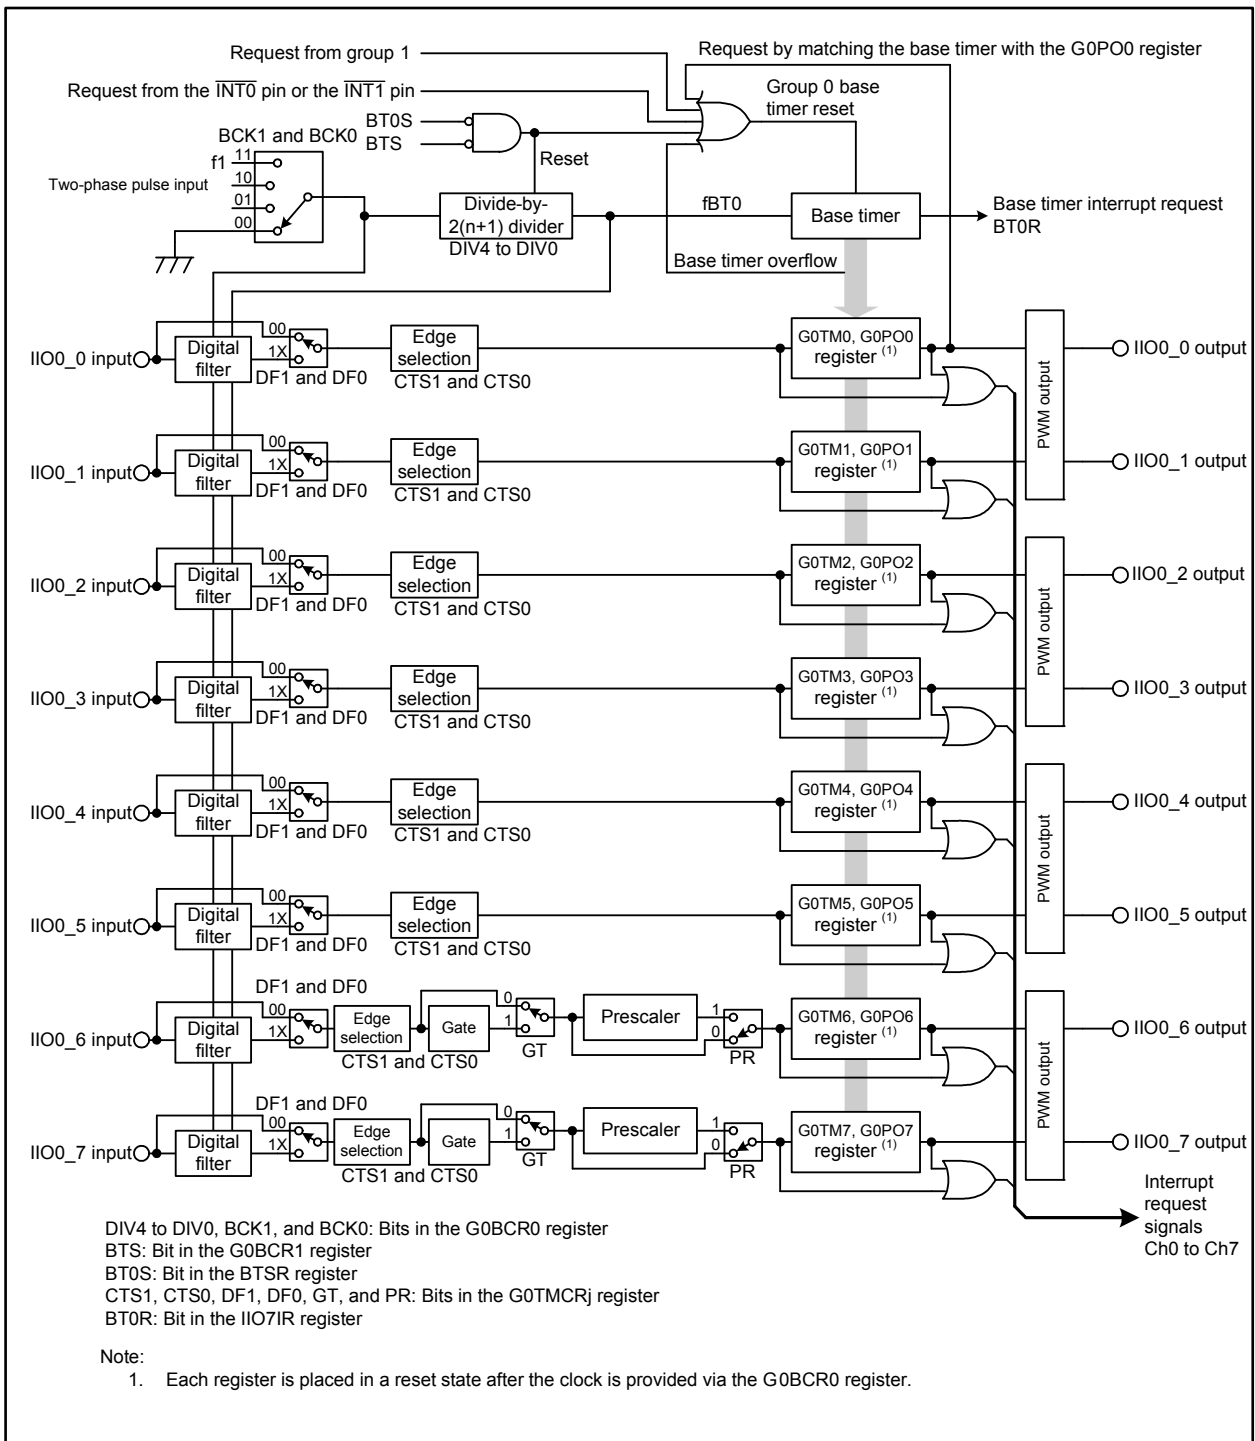 Request from group 1
Request by matching the base timer with the G0PO0 register
Request from the INT0 pin or the INT1 pin
Group 0 base
timer reset
BT0S
BTS
BCK1 and BCK0
Reset
f1
11
Two-phase pulse input
10
01
00
Divide-by-
2(n+1) divider
DIV4 to DIV0
fBT0
Base timer
Base timer interrupt request
BT0R
Base timer overflow
IIO0_0 input
Digital
filter
00
1X
DF1 and DF0
Edge
selection
CTS1 and CTS0
G0TM0, G0PO0
register (1)
PWM output
IIO0_0 output
IIO0_1 input
Digital
filter
00
1X
DF1 and DF0
Edge
selection
CTS1 and CTS0
G0TM1, G0PO1
register (1)
IIO0_1 output
IIO0_2 input
Digital
filter
00
1X
DF1 and DF0
Edge
selection
CTS1 and CTS0
G0TM2, G0PO2
register (1)
PWM output
IIO0_2 output
IIO0_3 input
Digital
filter
00
1X
DF1 and DF0
Edge
selection
CTS1 and CTS0
G0TM3, G0PO3
register (1)
IIO0_3 output
IIO0_4 input
Digital
filter
00
1X
DF1 and DF0
Edge
selection
CTS1 and CTS0
G0TM4, G0PO4
register (1)
PWM output
IIO0_4 output
IIO0_5 input
Digital
filter
00
1X
DF1 and DF0
Edge
selection
CTS1 and CTS0
G0TM5, G0PO5
register (1)
IIO0_5 output
DF1 and DF0
IIO0_6 input
Digital
filter
00
1X
Edge
selection
CTS1 and CTS0
Gate
0
1
GT
Prescaler
1
0
PR
G0TM6, G0PO6
register (1)
PWM output
IIO0_6 output
DF1 and DF0
IIO0_7 input
Digital
filter
00
1X
Edge
selection
CTS1 and CTS0
Gate
0
1
GT
Prescaler
1
0
PR
G0TM7, G0PO7
register (1)
IIO0_7 output
Interrupt
request
signals
Ch0 to Ch7
DIV4 to DIV0, BCK1, and BCK0: Bits in the G0BCR0 register
BTS: Bit in the G0BCR1 register
BT0S: Bit in the BTSR register
CTS1, CTS0, DF1, DF0, GT, and PR: Bits in the G0TMCRj register
BT0R: Bit in the IIO7IR register
Note:
1. Each register is placed in a reset state after the clock is provided via the G0BCR0 register.